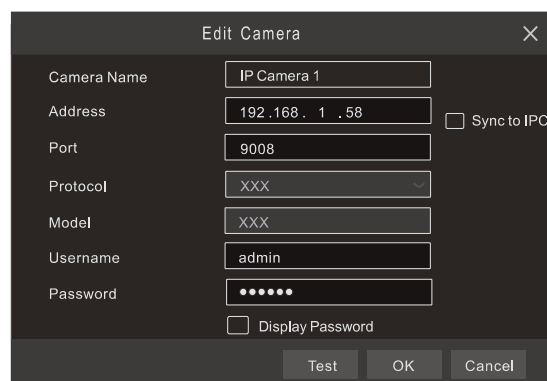 Edit Camera
Camera Name IP Camera 1
Address 192.168. 1 .58
Sync to IPC
Port 9008
Protocol XXX
Model XXX
Username admin
Password ●●●●●●
Display Password
Test OK Cancel